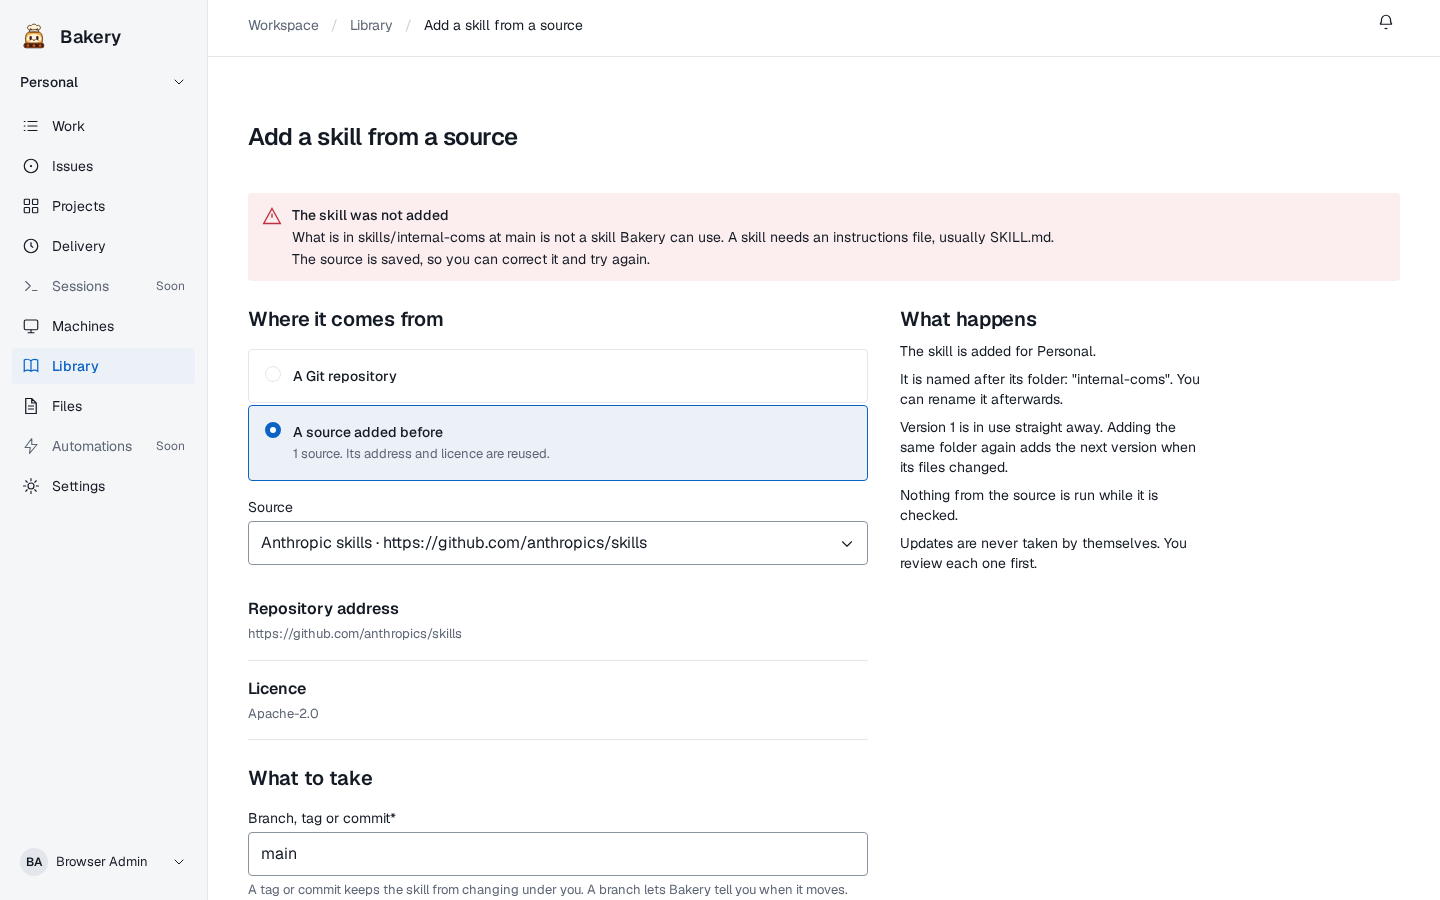 Bakery
Personal
Work
Issues
Projects
Delivery
Sessions Soon
Machines
Library
Files
Automations Soon
Settings
BA Browser Admin
Workspace / Library / Add a skill from a source
Add a skill from a source
The skill was not added
What is in skills/internal-coms at main is not a skill Bakery can use. A skill needs an instructions file, usually SKILL.md.
The source is saved, so you can correct it and try again.
Where it comes from
A Git repository
A source added before
1 source. Its address and licence are reused.
Source
Anthropic skills · https://github.com/anthropics/skills
Repository address
https://github.com/anthropics/skills
Licence
Apache-2.0
What to take
Branch, tag or commit*
main
A tag or commit keeps the skill from changing under you. A branch lets Bakery tell you when it moves.
What happens
The skill is added for Personal.
It is named after its folder: "internal-coms". You
can rename it afterwards.
Version 1 is in use straight away. Adding the
same folder again adds the next version when
its files changed.
Nothing from the source is run while it is
checked.
Updates are never taken by themselves. You
review each one first.